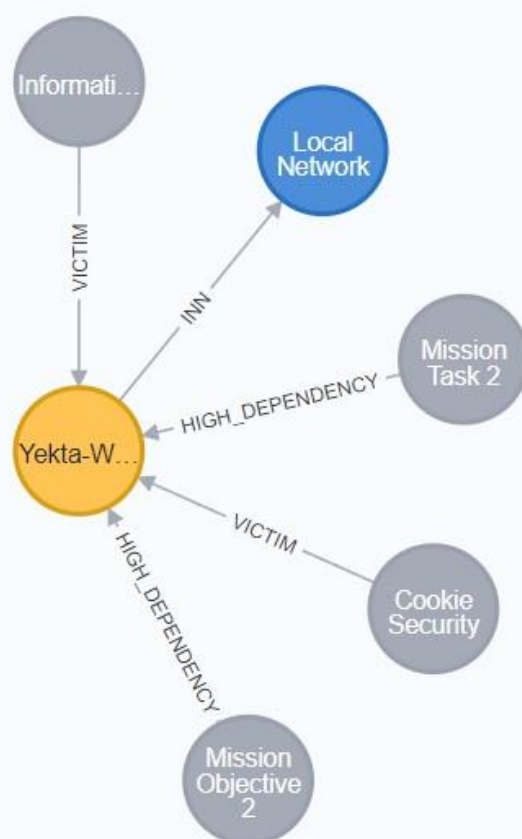 Informati...
Local
Network
VICTIM
INN
Mission
Task 2
HIGH_DEPENDENCY
Yekta-W...
VICTIM
Cookie
Security
HIGH_DEPENDENCY
Mission
Objective
2